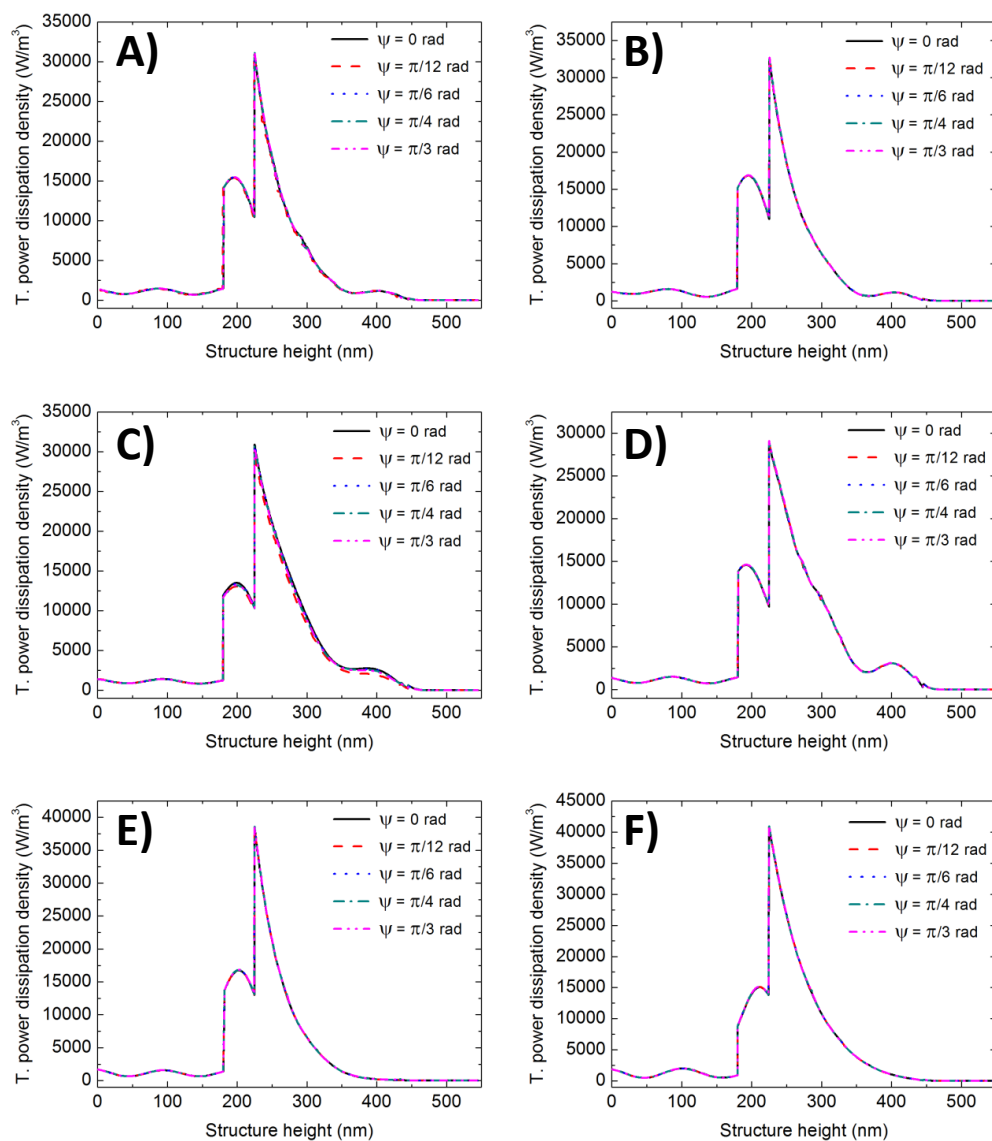 A)
T. power dissipation density (W/m³)
35000
30000
25000
20000
15000
10000
5000
0
ψ = 0 rad
ψ = π/12 rad
ψ = π/6 rad
ψ = π/4 rad
ψ = π/3 rad
0 100 200 300 400 500
Structure height (nm)
B)
T. power dissipation density (W/m³)
35000
30000
25000
20000
15000
10000
5000
0
ψ = 0 rad
ψ = π/12 rad
ψ = π/6 rad
ψ = π/4 rad
ψ = π/3 rad
0 100 200 300 400 500
Structure height (nm)
C)
T. power dissipation density (W/m³)
35000
30000
25000
20000
15000
10000
5000
0
ψ = 0 rad
ψ = π/12 rad
ψ = π/6 rad
ψ = π/4 rad
ψ = π/3 rad
0 100 200 300 400 500
Structure height (nm)
D)
T. power dissipation density (W/m³)
30000
25000
20000
15000
10000
5000
0
ψ = 0 rad
ψ = π/12 rad
ψ = π/6 rad
ψ = π/4 rad
ψ = π/3 rad
0 100 200 300 400 500
Structure height (nm)
E)
T. power dissipation density (W/m³)
40000
35000
30000
25000
20000
15000
10000
5000
0
ψ = 0 rad
ψ = π/12 rad
ψ = π/6 rad
ψ = π/4 rad
ψ = π/3 rad
0 100 200 300 400 500
Structure height (nm)
F)
T. power dissipation density (W/m³)
45000
40000
35000
30000
25000
20000
15000
10000
5000
0
ψ = 0 rad
ψ = π/12 rad
ψ = π/6 rad
ψ = π/4 rad
ψ = π/3 rad
0 100 200 300 400 500
Structure height (nm)